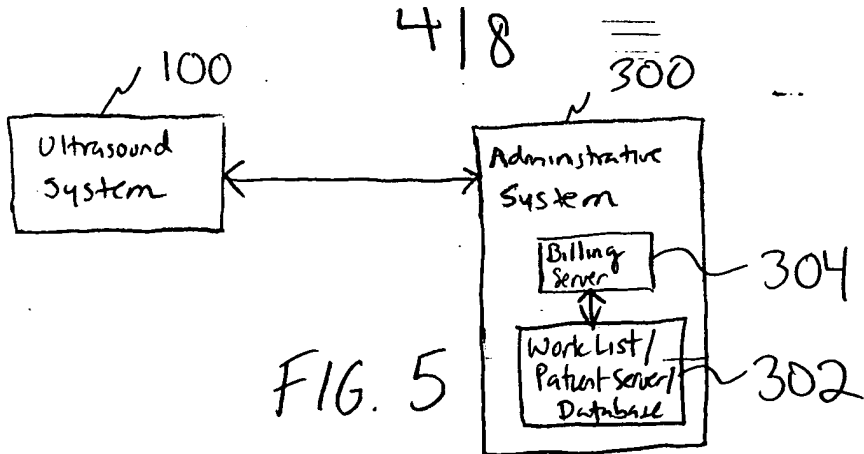 4/8
100
300
Ultrasound
System
Administrative
System
Billing
Server
304
Work List/
Patient Server/
Database
302
FIG. 5